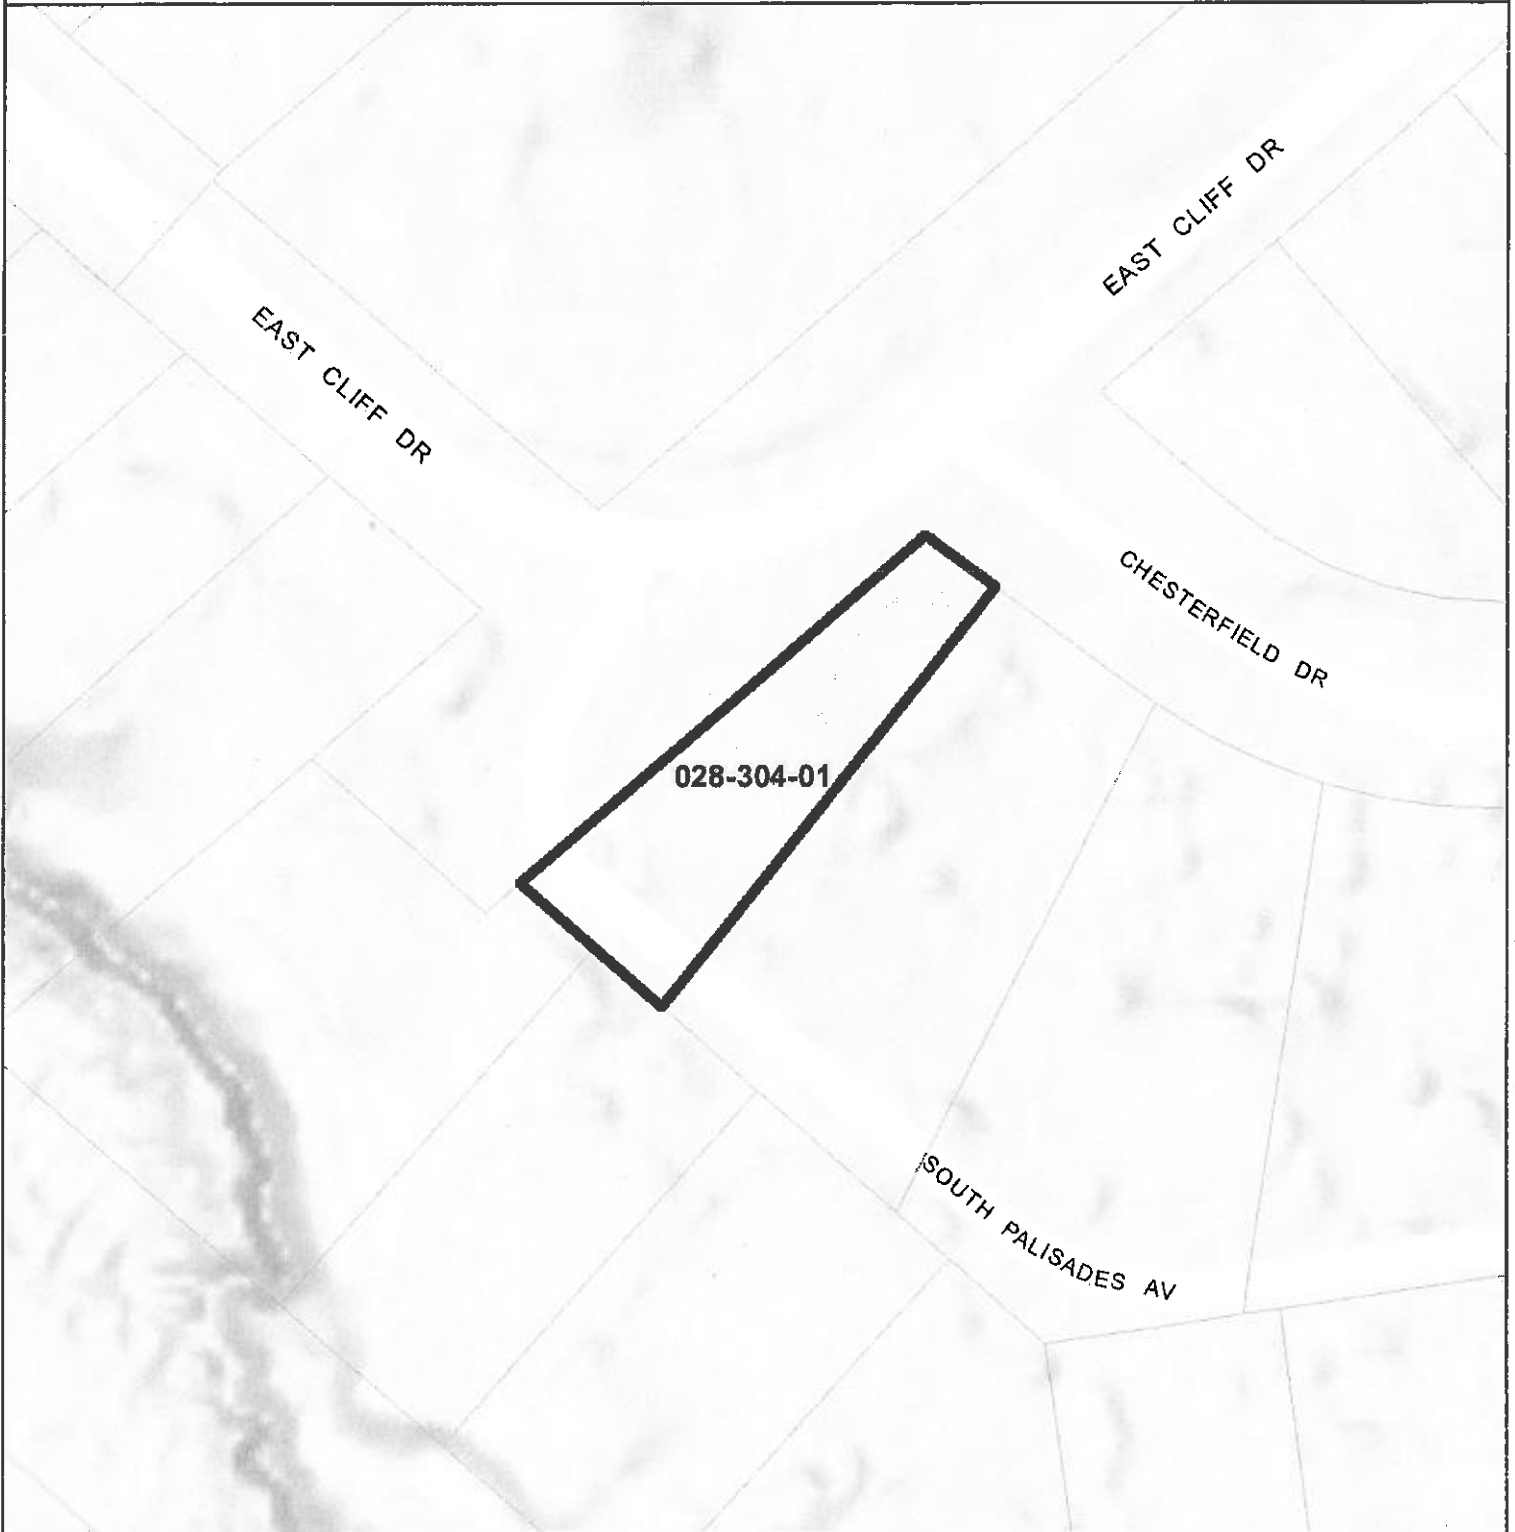 EAST CLIFF DR
EAST CLIFF DR
CHESTERFIELD DR
028-304-01
SOUTH PALISADES AV